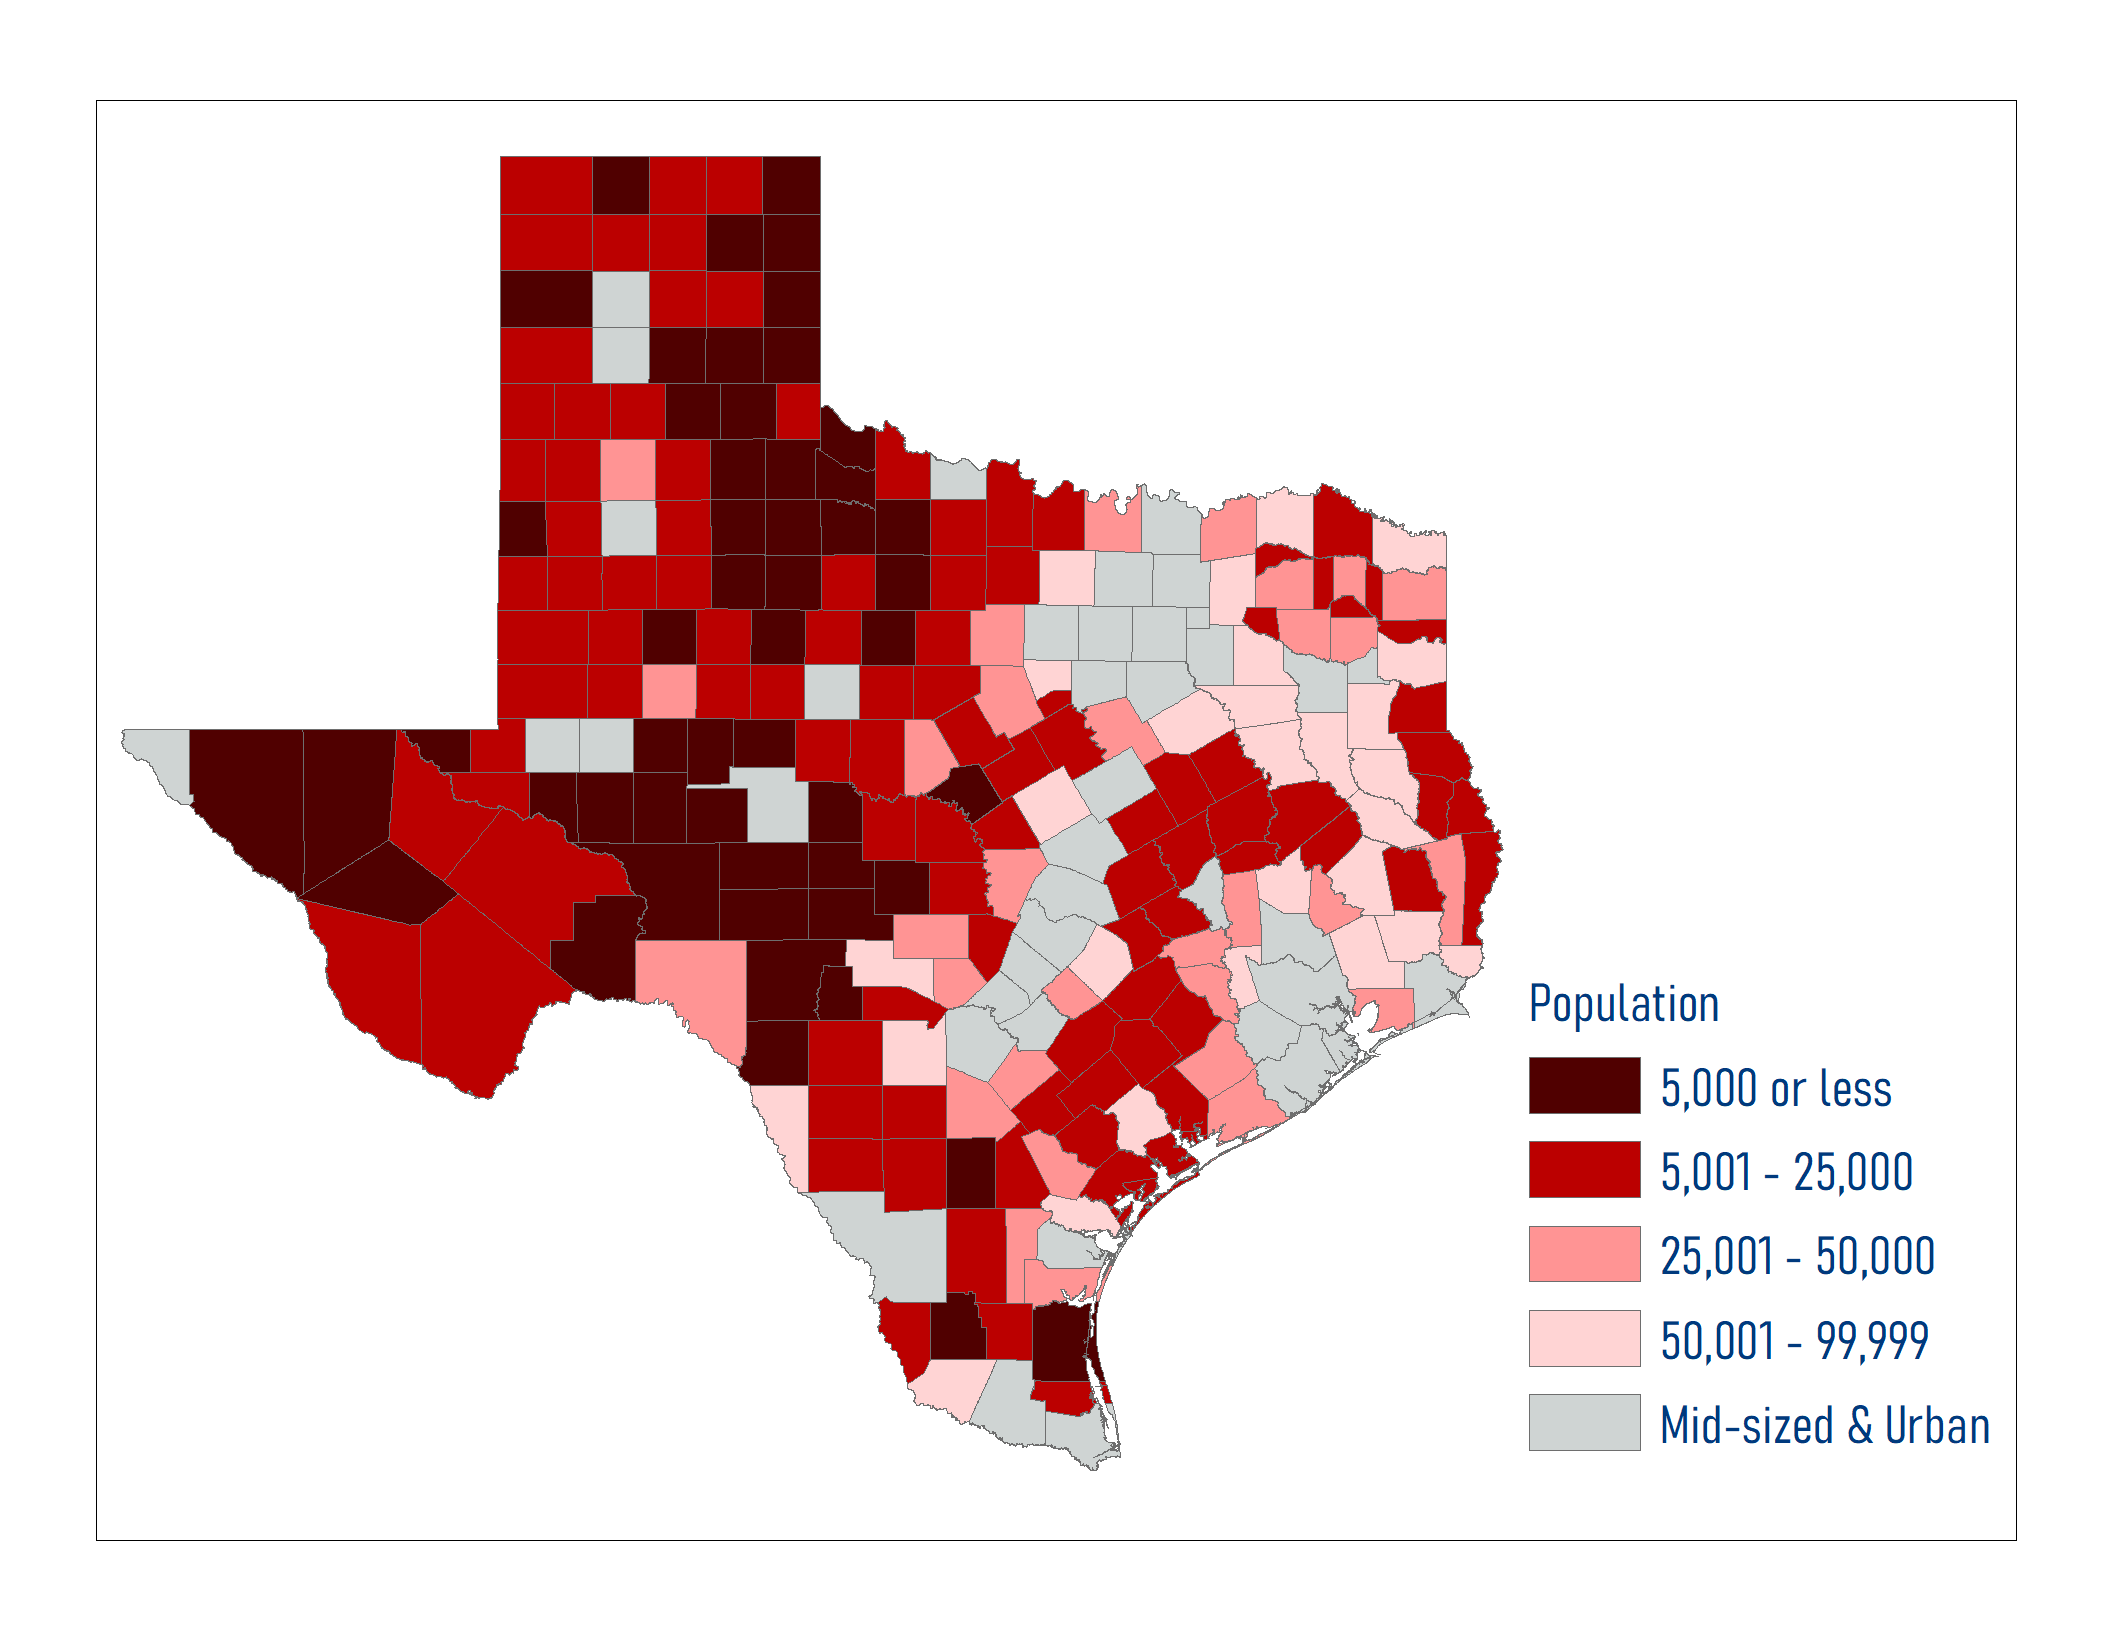 Population
5,000 or less
5,001 - 25,000
25,001 - 50,000
50,001 - 99,999
Mid-sized & Urban